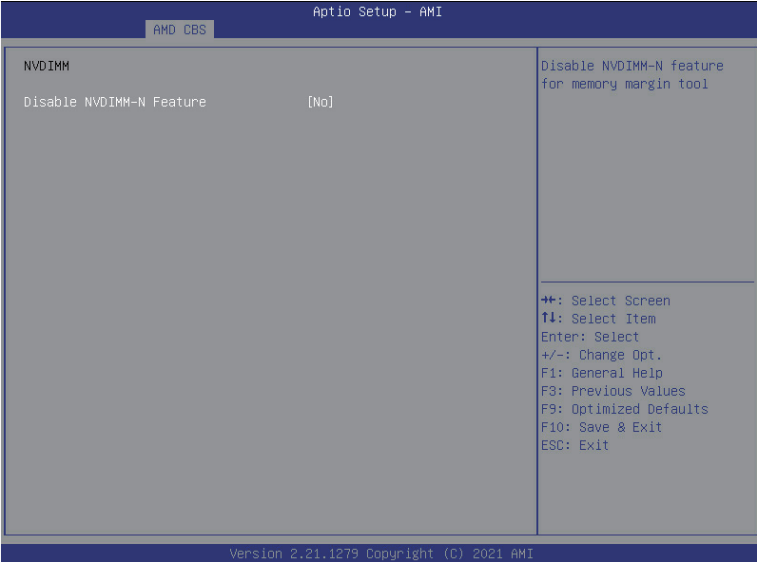 Aptio Setup – AMI
AMD CBS
NVDIMM
Disable NVDIMM-N Feature [No]
Disable NVDIMM-N feature
for memory margin tool
→←: Select Screen
↑↓: Select Item
Enter: Select
+/-: Change Opt.
F1: General Help
F3: Previous Values
F9: Optimized Defaults
F10: Save & Exit
ESC: Exit
Version 2.21.1279 Copyright (C) 2021 AMI